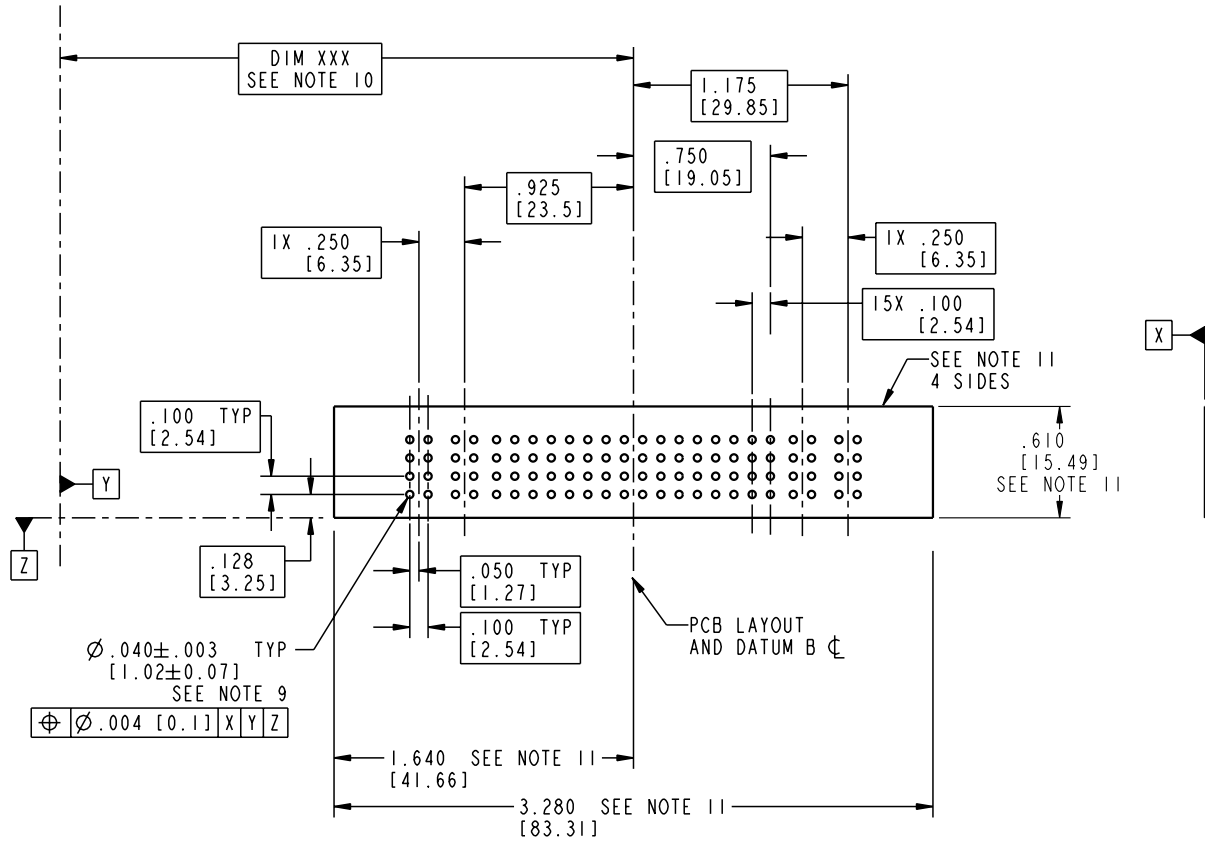 DIM XXX
SEE NOTE 10
1.175
[29.85]
.750
[19.05]
.925
[23.5]
1X .250
[6.35]
1X .250
[6.35]
15X .100
[2.54]
X
SEE NOTE 11
4 SIDES
.100 TYP
[2.54]
.610
[15.49]
SEE NOTE 11
Y
Z
.128
[3.25]
.050 TYP
[1.27]
.100 TYP
[2.54]
PCB LAYOUT
AND DATUM B ℄
Ø.040±.003 TYP
[1.02±0.07]
SEE NOTE 9
⌖ Ø.004 [0.1] X Y Z
1.640 SEE NOTE 11
[41.66]
3.280 SEE NOTE 11
[83.31]